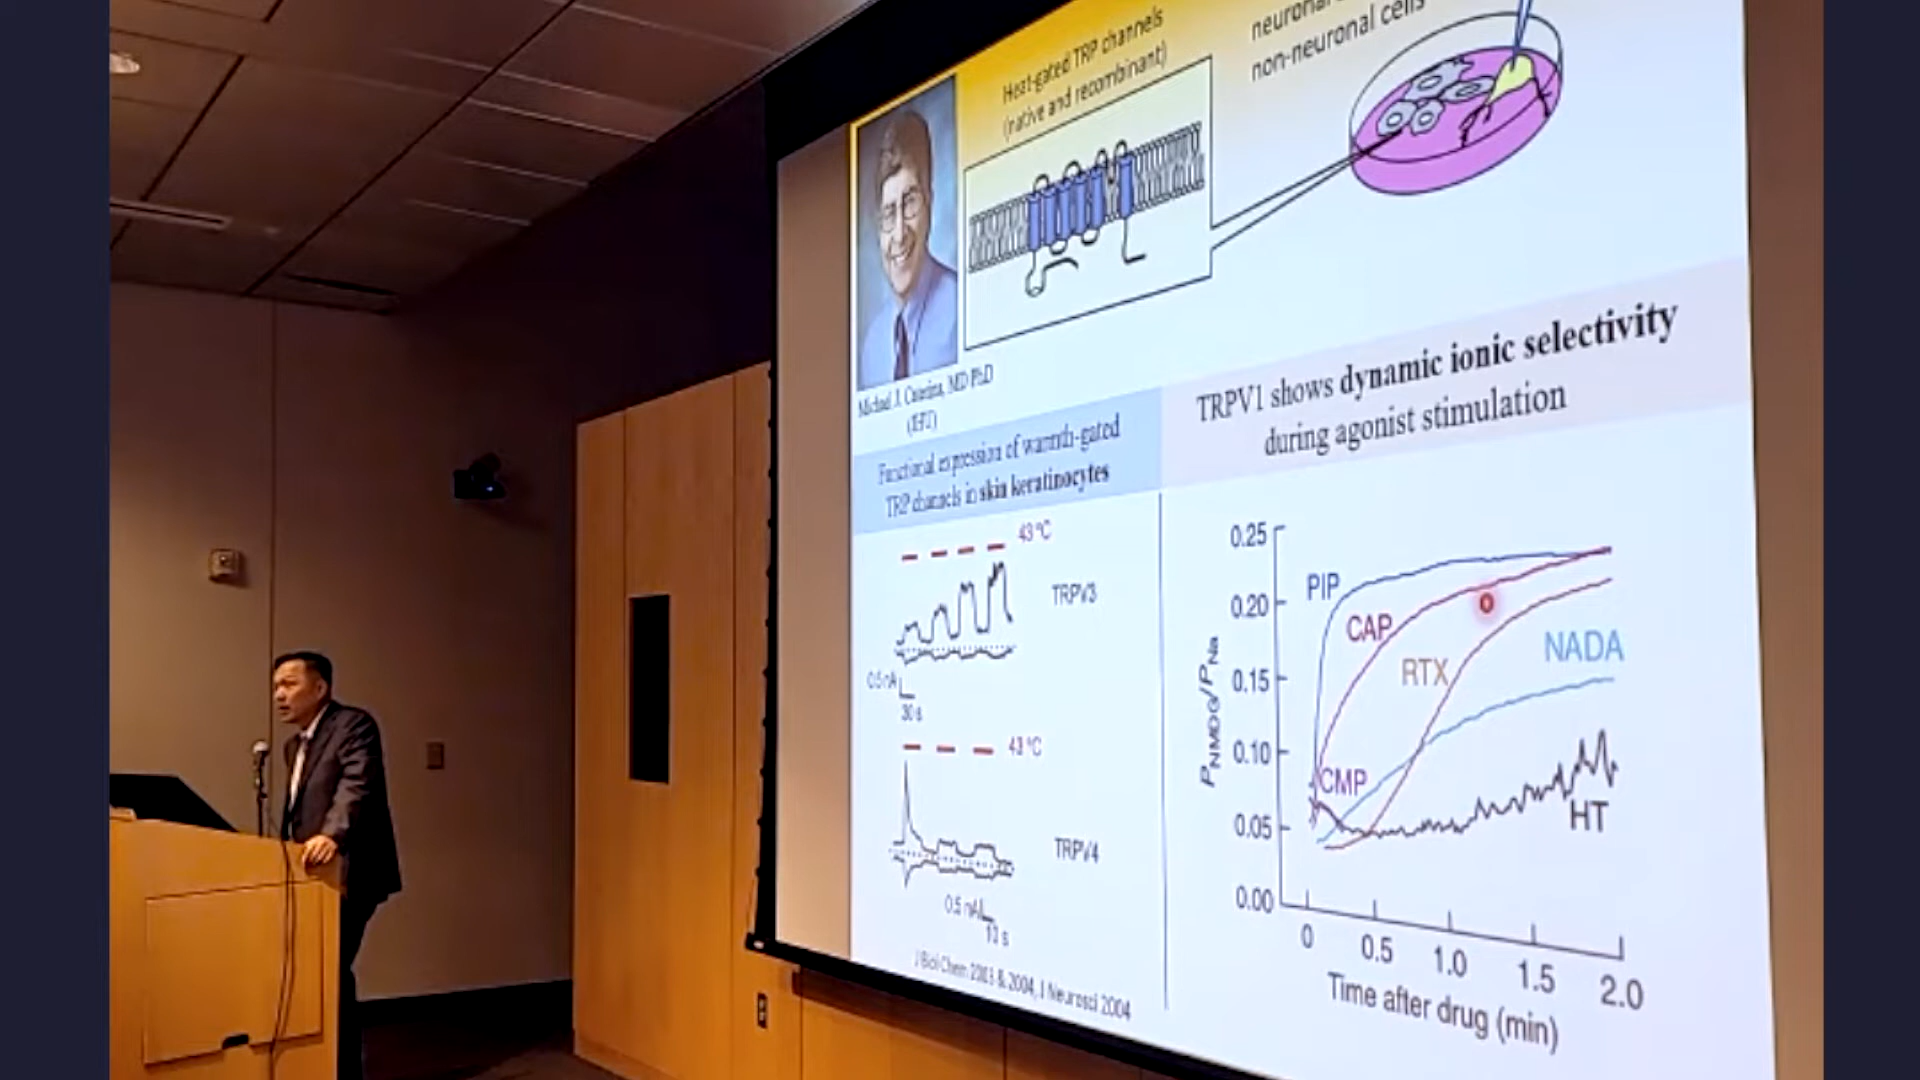 Heat-gated TRP channels
(native and recombinant)
neuronal
non-neuronal cells
Michael J. Caterina, MD PhD
(JHU)
Functional expression of warmth-gated
TRP channels in skin keratinocytes
43 °C
TRPV3
0.5 nA
30 s
43 °C
TRPV4
0.5 nA
10 s
J Biol Chem 2003 & 2004, J Neurosci 2004
TRPV1 shows dynamic ionic selectivity
during agonist stimulation
0.25
0.20
0.15
0.10
0.05
0.00
PNMDG/PNa
PIP
CAP
RTX
NADA
CMP
HT
0 0.5 1.0 1.5 2.0
Time after drug (min)